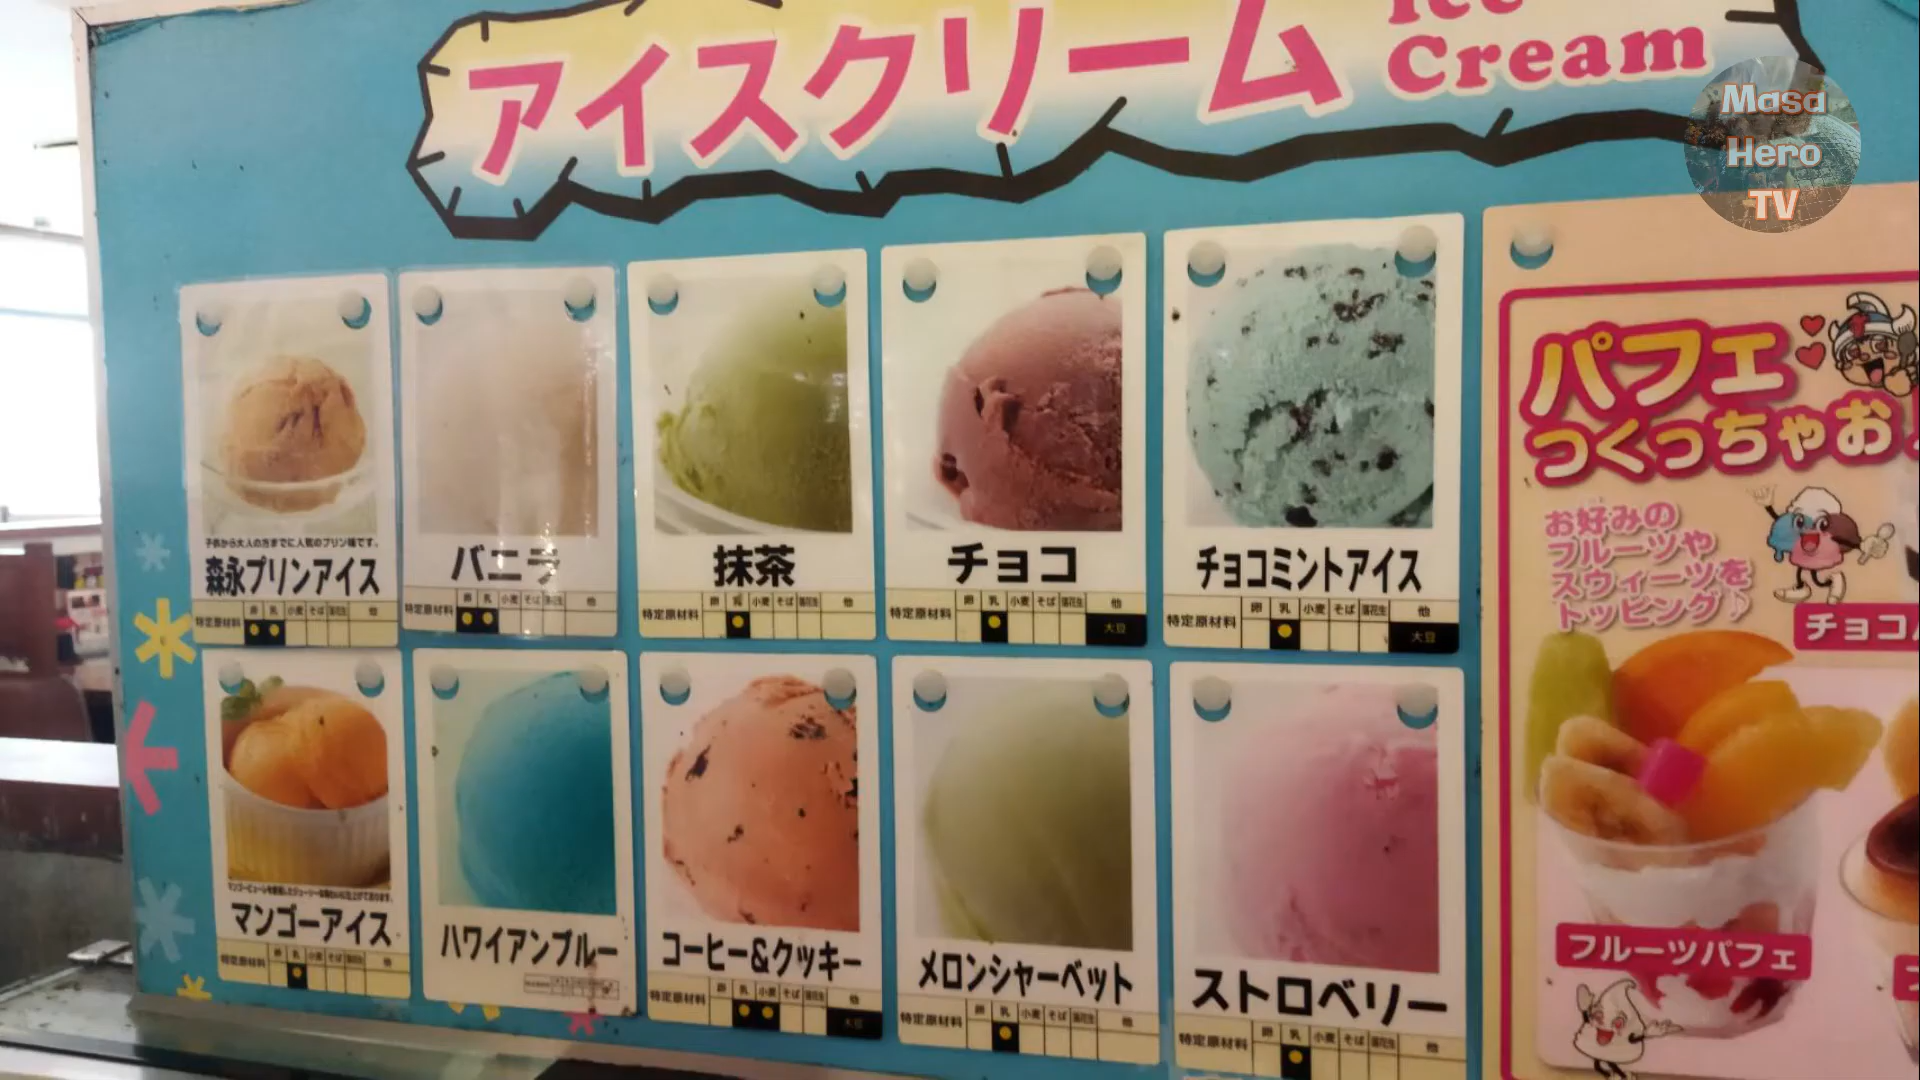 アイスクリーム
Ice
Cream
Masa
Hero
TV
子供から大人の方までに人気のプリン味です。
森永プリンアイス
特定原材料 卵 乳 小麦 そば 落花生 他
バニラ
特定原材料 卵 乳 小麦 そば 落花生 他
抹茶
特定原材料 卵 乳 小麦 そば 落花生 他
チョコ
特定原材料 卵 乳 小麦 そば 落花生 他
大豆
チョコミントアイス
特定原材料 卵 乳 小麦 そば 落花生 他
大豆
マンゴーアイス
特定原材料 卵 乳 小麦 そば 落花生 他
ハワイアンブルー
コーヒー&クッキー
特定原材料 卵 乳 小麦 そば 落花生 他
大豆
メロンシャーベット
特定原材料 卵 乳 小麦 そば 落花生 他
ストロベリー
特定原材料 卵 乳 小麦 そば 落花生 他
パフェ
つくっちゃお
お好みの
フルーツや
スウィーツを
トッピング♪
チョコ
フルーツパフェ